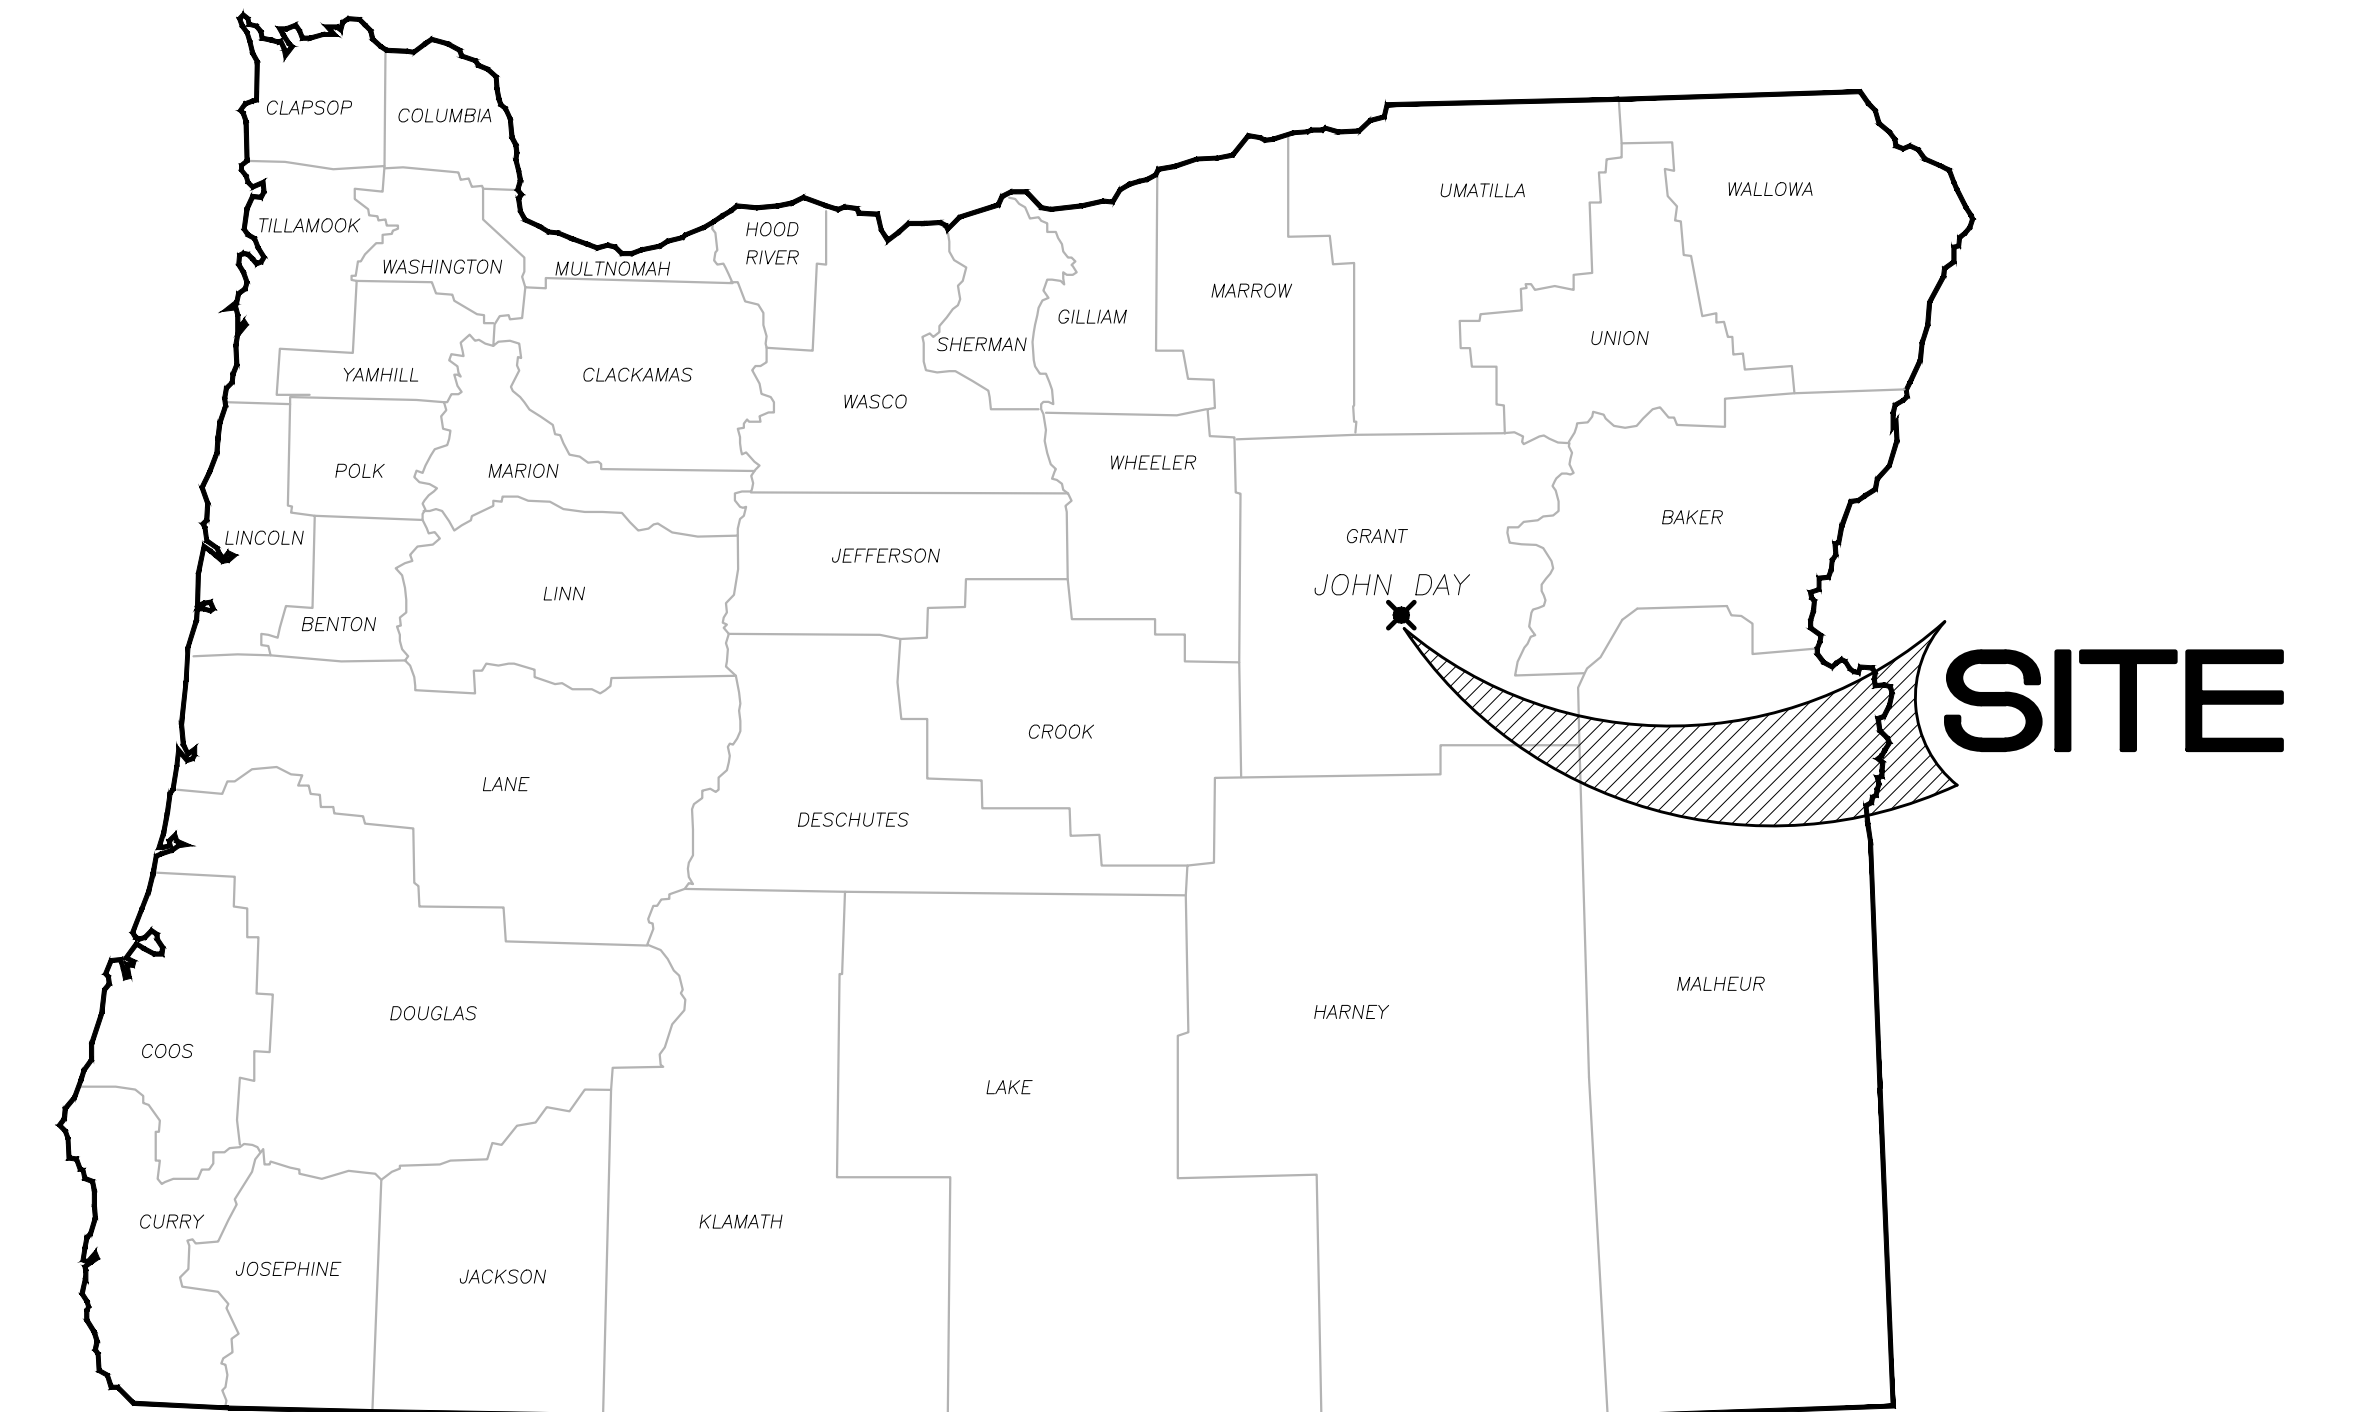 CLAPSOP
COLUMBIA
TILLAMOOK
WASHINGTON
MULTNOMAH
HOOD
RIVER
UMATILLA
WALLOWA
MARROW
GILLIAM
SHERMAN
UNION
YAMHILL
CLACKAMAS
WASCO
POLK
MARION
WHEELER
LINCOLN
JEFFERSON
GRANT
BAKER
LINN
BENTON
JOHN DAY
SITE
CROOK
LANE
DESCHUTES
MALHEUR
DOUGLAS
HARNEY
COOS
LAKE
CURRY
KLAMATH
JOSEPHINE
JACKSON